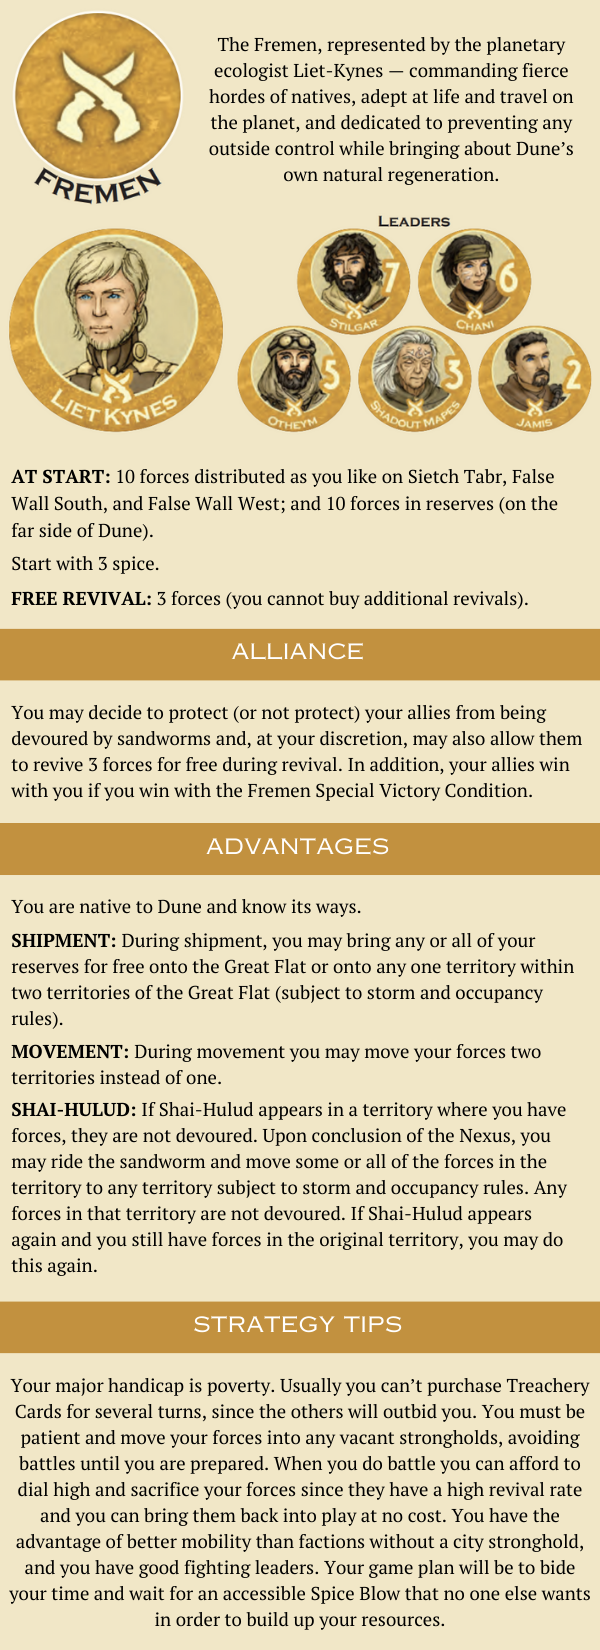 FREMEN
The Fremen, represented by the planetary
ecologist Liet-Kynes — commanding fierce
hordes of natives, adept at life and travel on
the planet, and dedicated to preventing any
outside control while bringing about Dune’s
own natural regeneration.
LEADERS
LIET KYNES
7
STILGAR
6
CHANI
5
OTHEYM
3
SHADOUT MAPES
2
JAMIS
AT START: 10 forces distributed as you like on Sietch Tabr, False
Wall South, and False Wall West; and 10 forces in reserves (on the
far side of Dune).
Start with 3 spice.
FREE REVIVAL: 3 forces (you cannot buy additional revivals).
ALLIANCE
You may decide to protect (or not protect) your allies from being
devoured by sandworms and, at your discretion, may also allow them
to revive 3 forces for free during revival. In addition, your allies win
with you if you win with the Fremen Special Victory Condition.
ADVANTAGES
You are native to Dune and know its ways.
SHIPMENT: During shipment, you may bring any or all of your
reserves for free onto the Great Flat or onto any one territory within
two territories of the Great Flat (subject to storm and occupancy
rules).
MOVEMENT: During movement you may move your forces two
territories instead of one.
SHAI-HULUD: If Shai-Hulud appears in a territory where you have
forces, they are not devoured. Upon conclusion of the Nexus, you
may ride the sandworm and move some or all of the forces in the
territory to any territory subject to storm and occupancy rules. Any
forces in that territory are not devoured. If Shai-Hulud appears
again and you still have forces in the original territory, you may do
this again.
STRATEGY TIPS
Your major handicap is poverty. Usually you can’t purchase Treachery
Cards for several turns, since the others will outbid you. You must be
patient and move your forces into any vacant strongholds, avoiding
battles until you are prepared. When you do battle you can afford to
dial high and sacrifice your forces since they have a high revival rate
and you can bring them back into play at no cost. You have the
advantage of better mobility than factions without a city stronghold,
and you have good fighting leaders. Your game plan will be to bide
your time and wait for an accessible Spice Blow that no one else wants
in order to build up your resources.